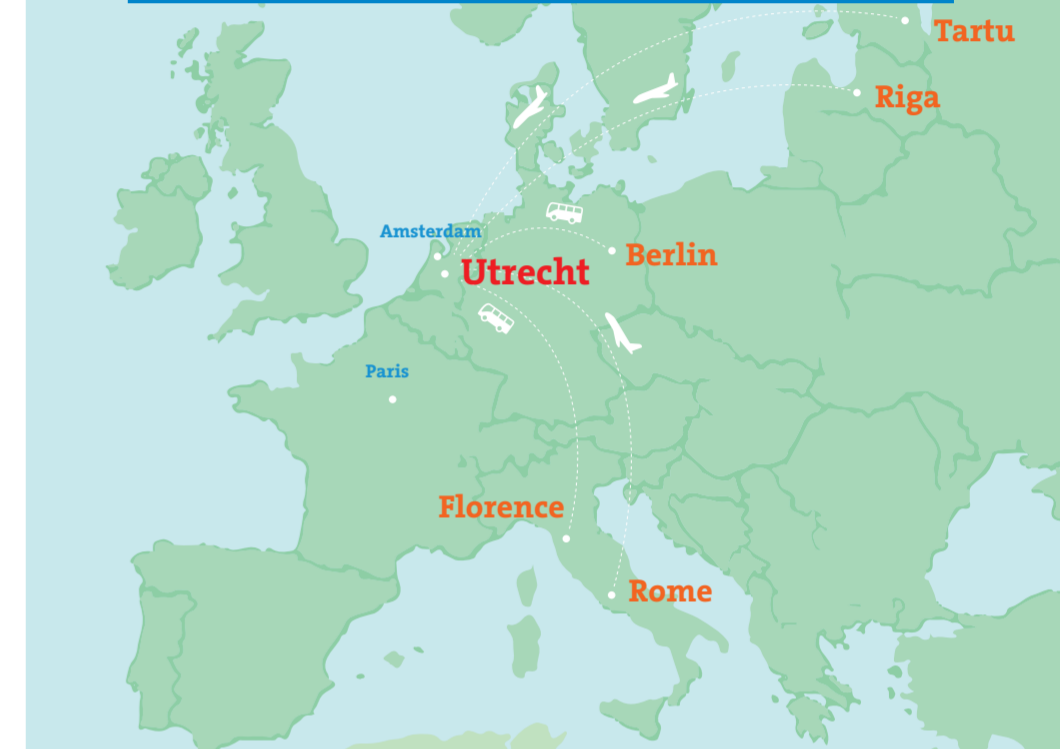 Tartu
Riga
Amsterdam
Berlin
Utrecht
Paris
Florence
Rome